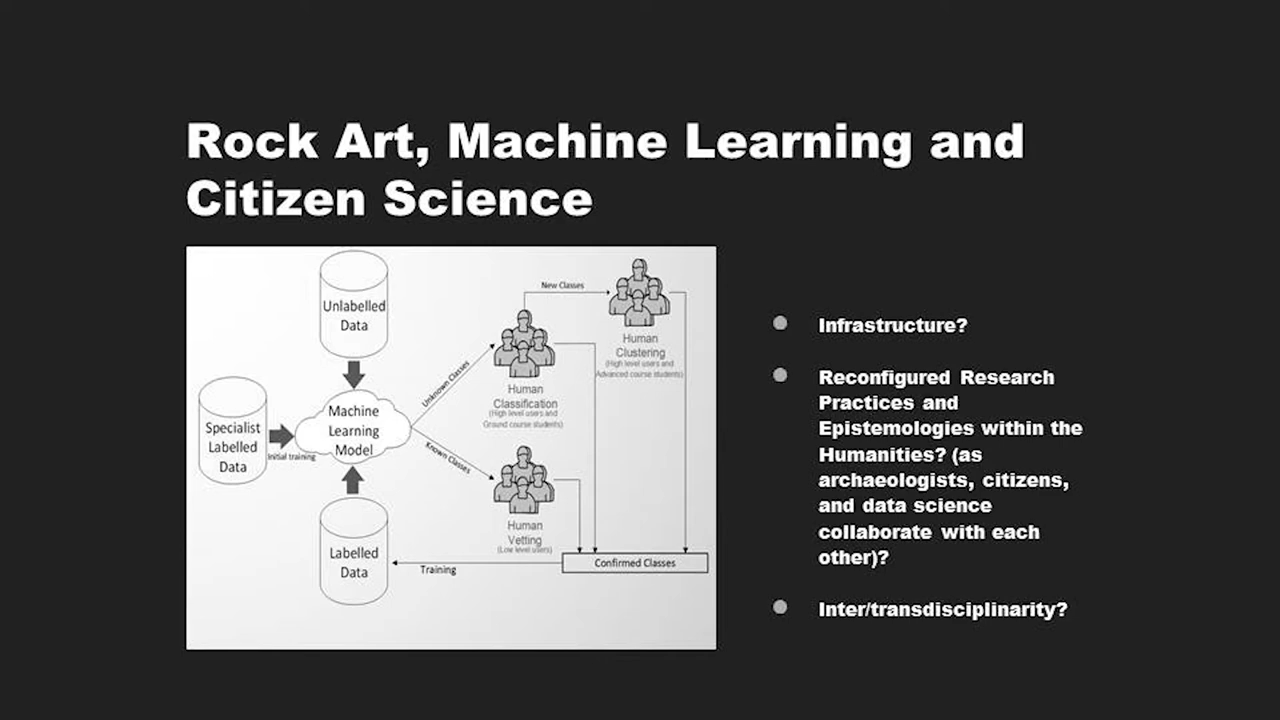 Rock Art, Machine Learning and
Citizen Science
Unlabelled
Data
Specialist
Labelled
Data
Initial training
Machine
Learning
Model
Labelled
Data
Unknown Classes
Known Classes
New Classes
Human
Classification
(High level users and
Ground course students)
Human
Clustering
(High level users and
Advanced course students)
Human
Vetting
(Low level users)
Confirmed Classes
Training
Infrastructure?
Reconfigured Research
Practices and
Epistemologies within the
Humanities? (as
archaeologists, citizens,
and data science
collaborate with each
other)?
Inter/transdisciplinarity?